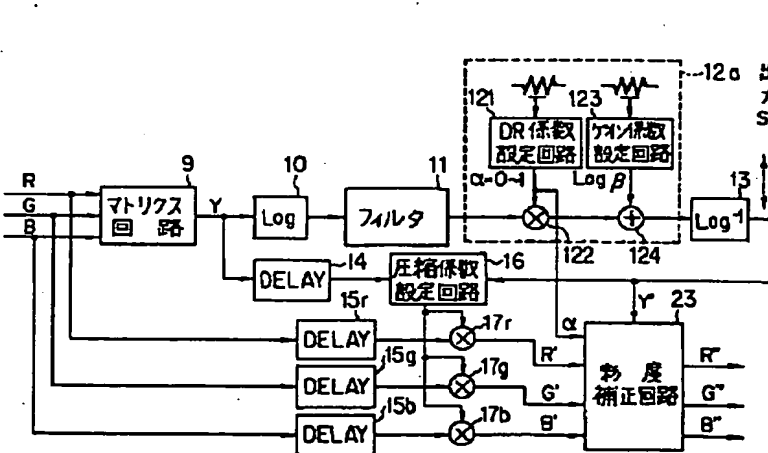 12a
121
123
DR係数
設定回路
ゲイン係数
設定回路
α=0~1
Log β
122
124
9
10
11
13
R
G
B
マトリクス
回 路
Y
Log
フィルタ
Log⁻¹
14
DELAY
圧縮係数
設定回路
16
Y"
23
15r
DELAY
17r
α
R'
R"
15g
DELAY
17g
G'
彩 度
補正回路
G"
15b
DELAY
17b
B'
B"
S